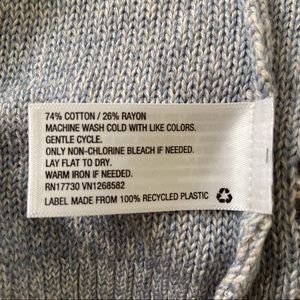 74% COTTON / 26% RAYON
MACHINE WASH COLD WITH LIKE COLORS.
GENTLE CYCLE.
ONLY NON-CHLORINE BLEACH IF NEEDED.
LAY FLAT TO DRY.
WARM IRON IF NEEDED.
RN17730 VN1268582
LABEL MADE FROM 100% RECYCLED PLASTIC